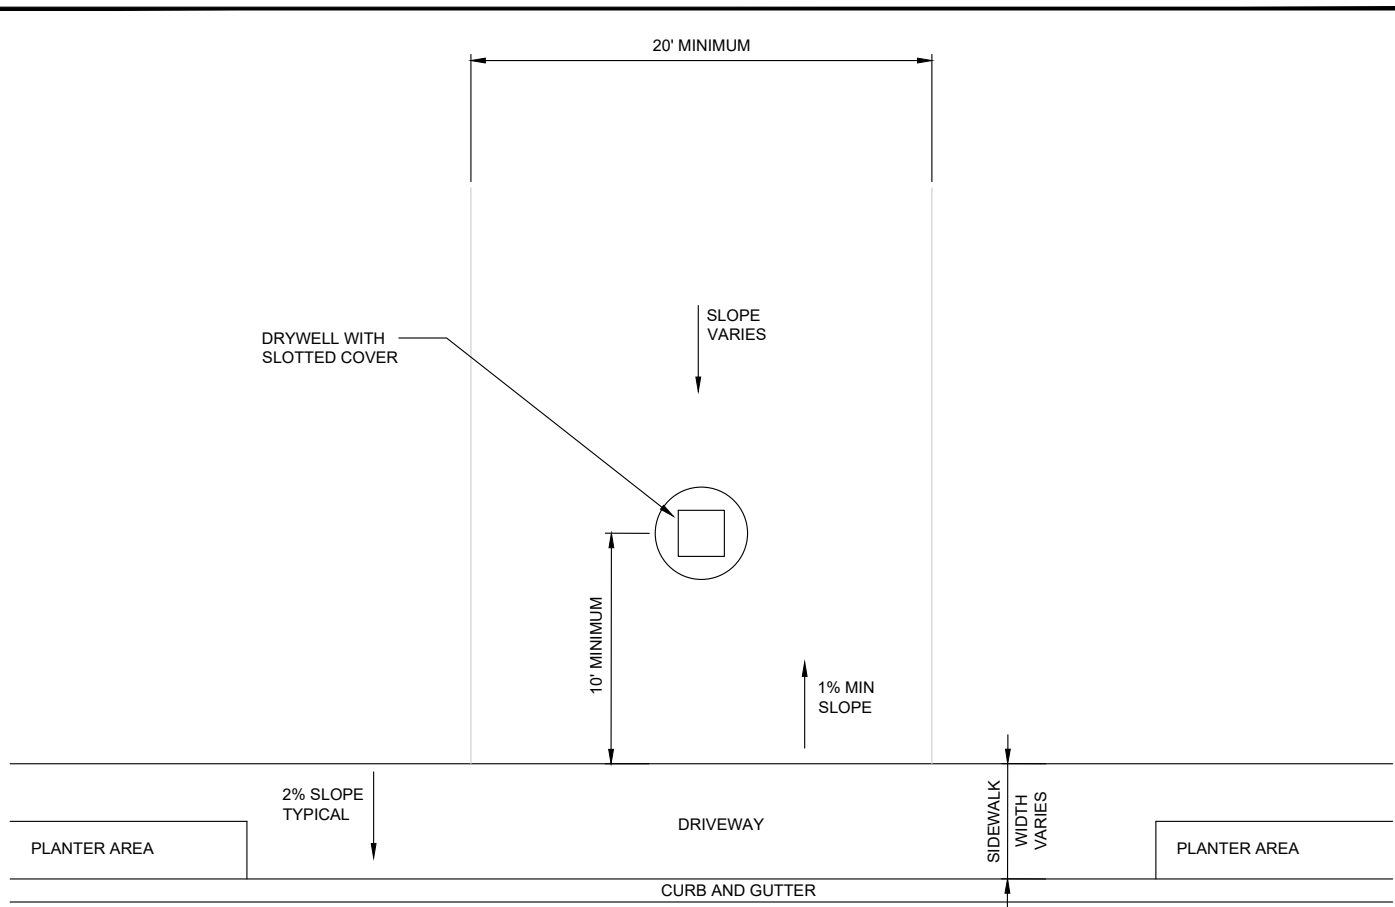 20' MINIMUM
SLOPE
VARIES
DRYWELL WITH
SLOTTED COVER
10' MINIMUM
1% MIN
SLOPE
2% SLOPE
TYPICAL
DRIVEWAY
SIDEWALK
WIDTH
VARIES
PLANTER AREA
PLANTER AREA
CURB AND GUTTER